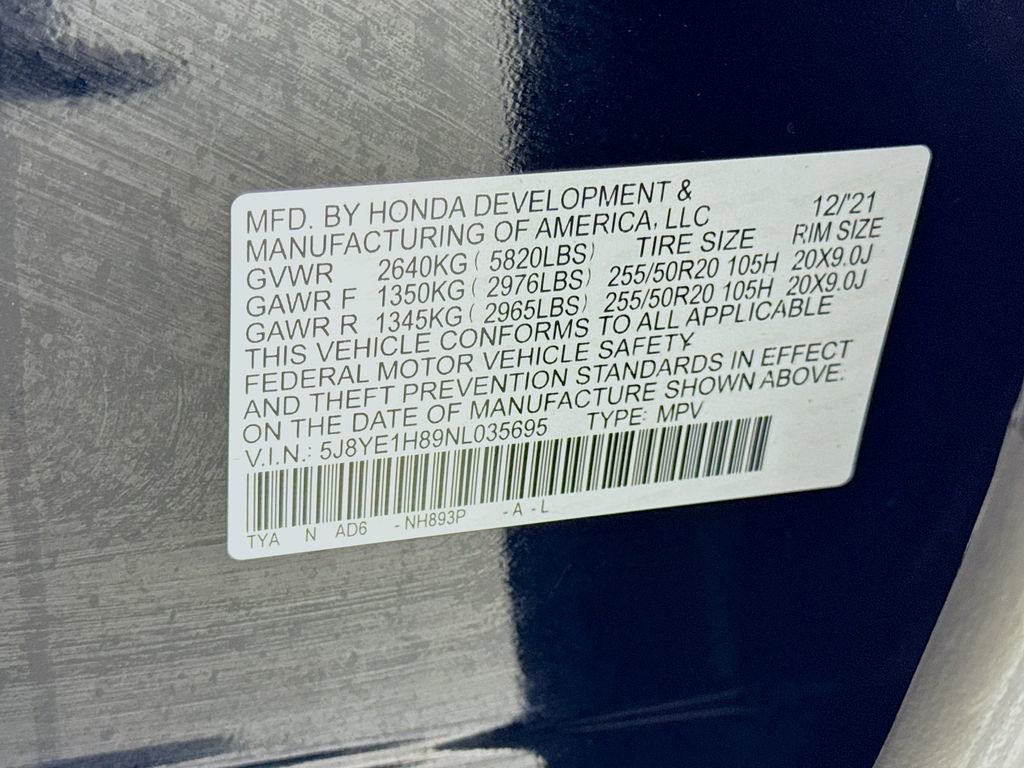 MFD. BY HONDA DEVELOPMENT &
MANUFACTURING OF AMERICA, LLC 12/'21
GVWR 2640KG ( 5820LBS) TIRE SIZE RIM SIZE
GAWR F 1350KG ( 2976LBS) 255/50R20 105H 20X9.0J
GAWR R 1345KG ( 2965LBS) 255/50R20 105H 20X9.0J
THIS VEHICLE CONFORMS TO ALL APPLICABLE
FEDERAL MOTOR VEHICLE SAFETY
AND THEFT PREVENTION STANDARDS IN EFFECT
ON THE DATE OF MANUFACTURE SHOWN ABOVE.
V.I.N.: 5J8YE1H89NL035695 TYPE: MPV
TYA N AD6 -NH893P -A -L